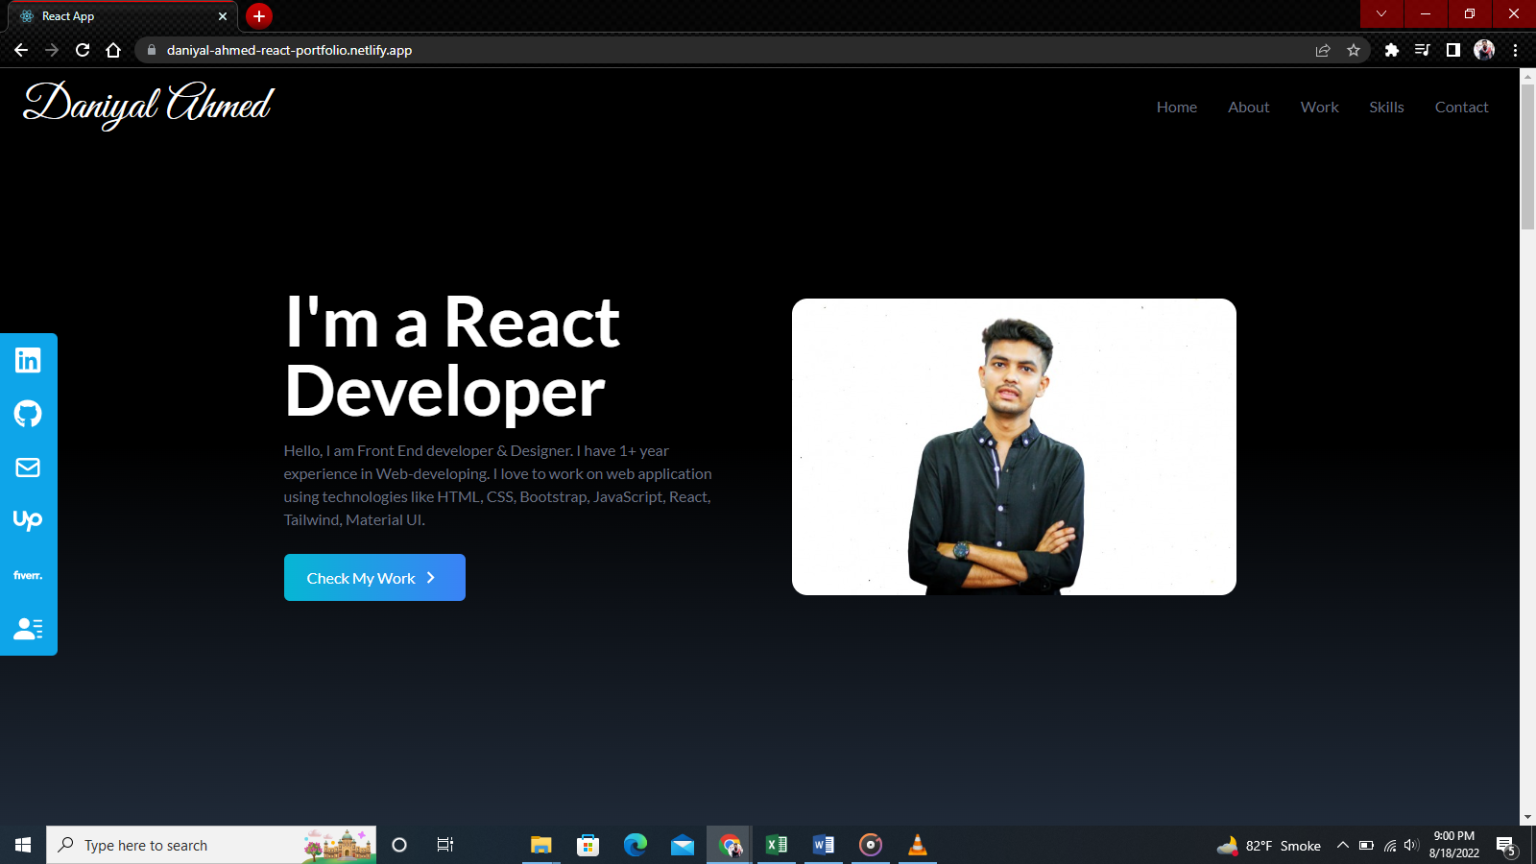 React App
daniyal-ahmed-react-portfolio.netlify.app
Daniyal Ahmed
Home About Work Skills Contact
I'm a React
Developer
Hello, I am Front End developer & Designer. I have 1+ year
experience in Web-developing. I love to work on web application
using technologies like HTML, CSS, Bootstrap, JavaScript, React,
Tailwind, Material UI.
Check My Work
in
Up
fiverr.
Type here to search
82°F Smoke
9:00 PM
8/18/2022
5